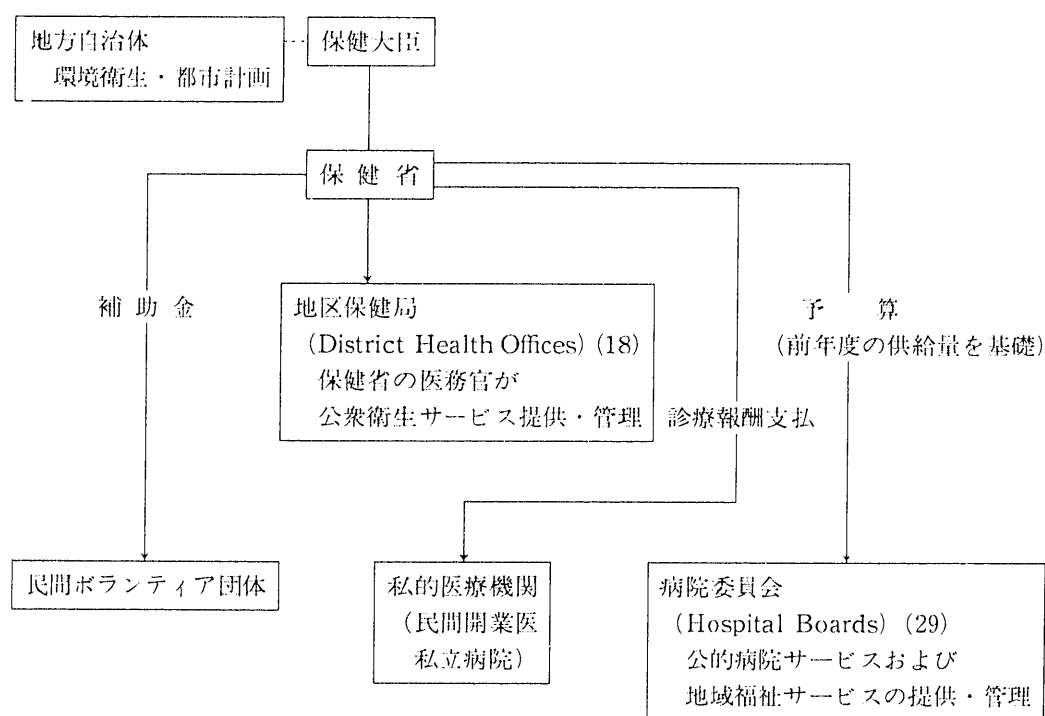 地方自治体
環境衛生・都市計画
保健大臣
保健省
補助金
地区保健局
(District Health Offices) (18)
保健省の医務官が
公衆衛生サービス提供・管理
診療報酬支払
予算
(前年度の供給量を基礎)
民間ボランティア団体
私的医療機関
(民間開業医
私立病院)
病院委員会
(Hospital Boards) (29)
公的病院サービスおよび
地域福祉サービスの提供・管理